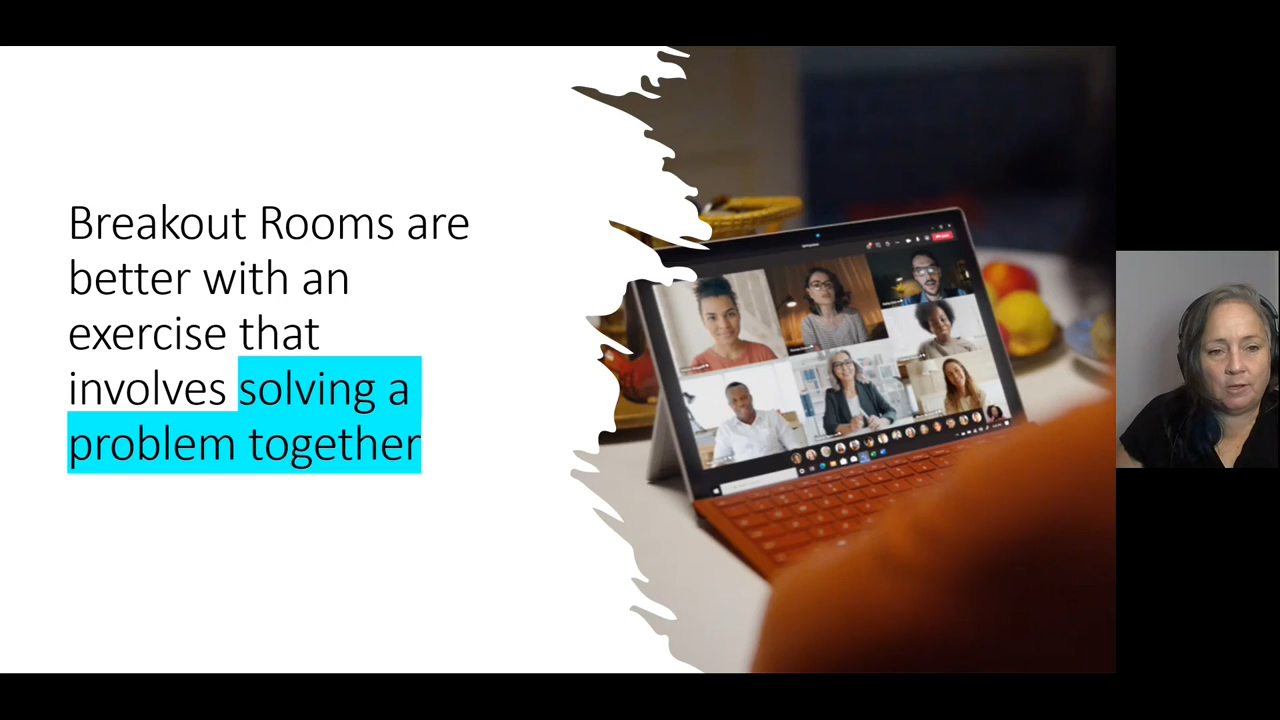 Breakout Rooms are
better with an
exercise that
involves solving a
problem together